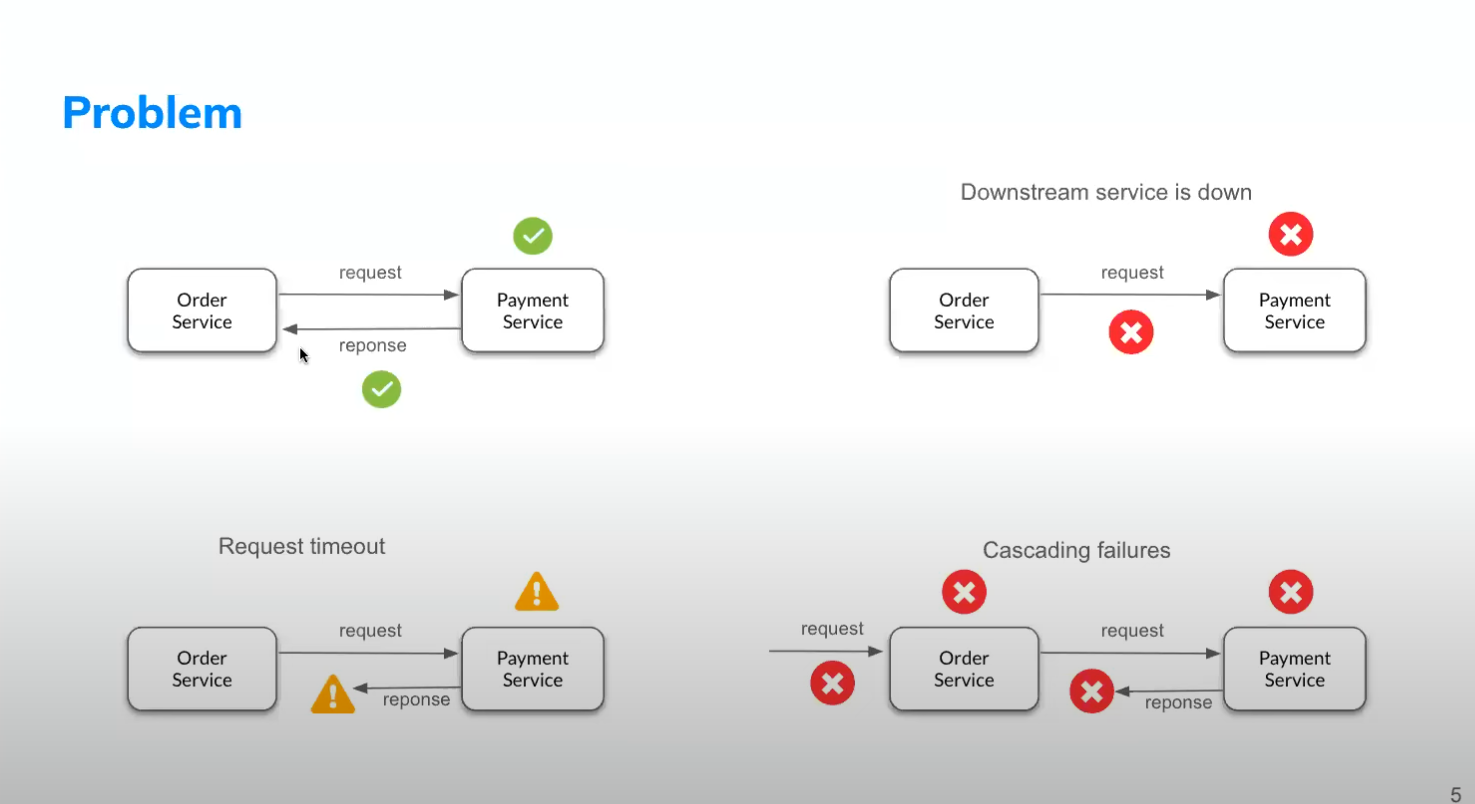 Problem
request
Order
Service
Payment
Service
reponse
Downstream service is down
request
Order
Service
Payment
Service
Request timeout
request
Order
Service
Payment
Service
reponse
Cascading failures
request
Order
Service
request
Payment
Service
reponse
5